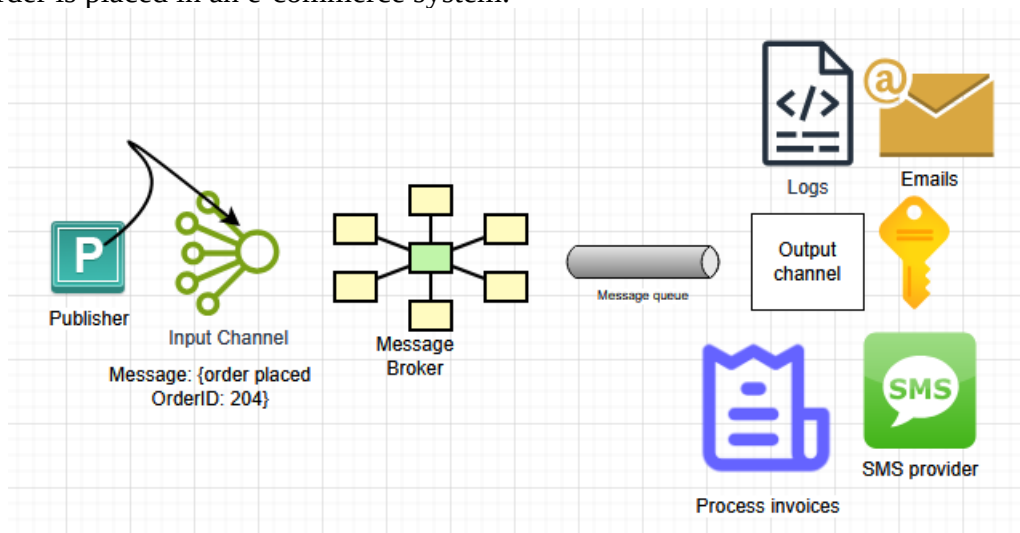 order is placed in an e-commerce system.
</>
@
Logs
Emails
P
Publisher
Input Channel
Message: {order placed
OrderID: 204}
Message
Broker
Message queue
Output
channel
SMS
SMS provider
Process invoices